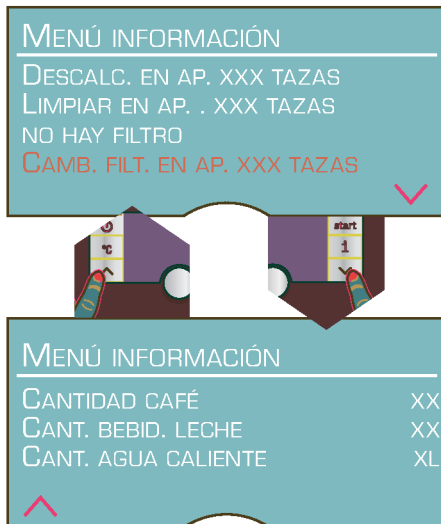 MENÚ INFORMACIÓN
DESCALC. EN AP. XXX TAZAS
LIMPIAR EN AP. . XXX TAZAS
NO HAY FILTRO
CAMB. FILT. EN AP. XXX TAZAS
°C
start
i
MENÚ INFORMACIÓN
CANTIDAD CAFÉ XX
CANT. BEBID. LECHE XX
CANT. AGUA CALIENTE XL